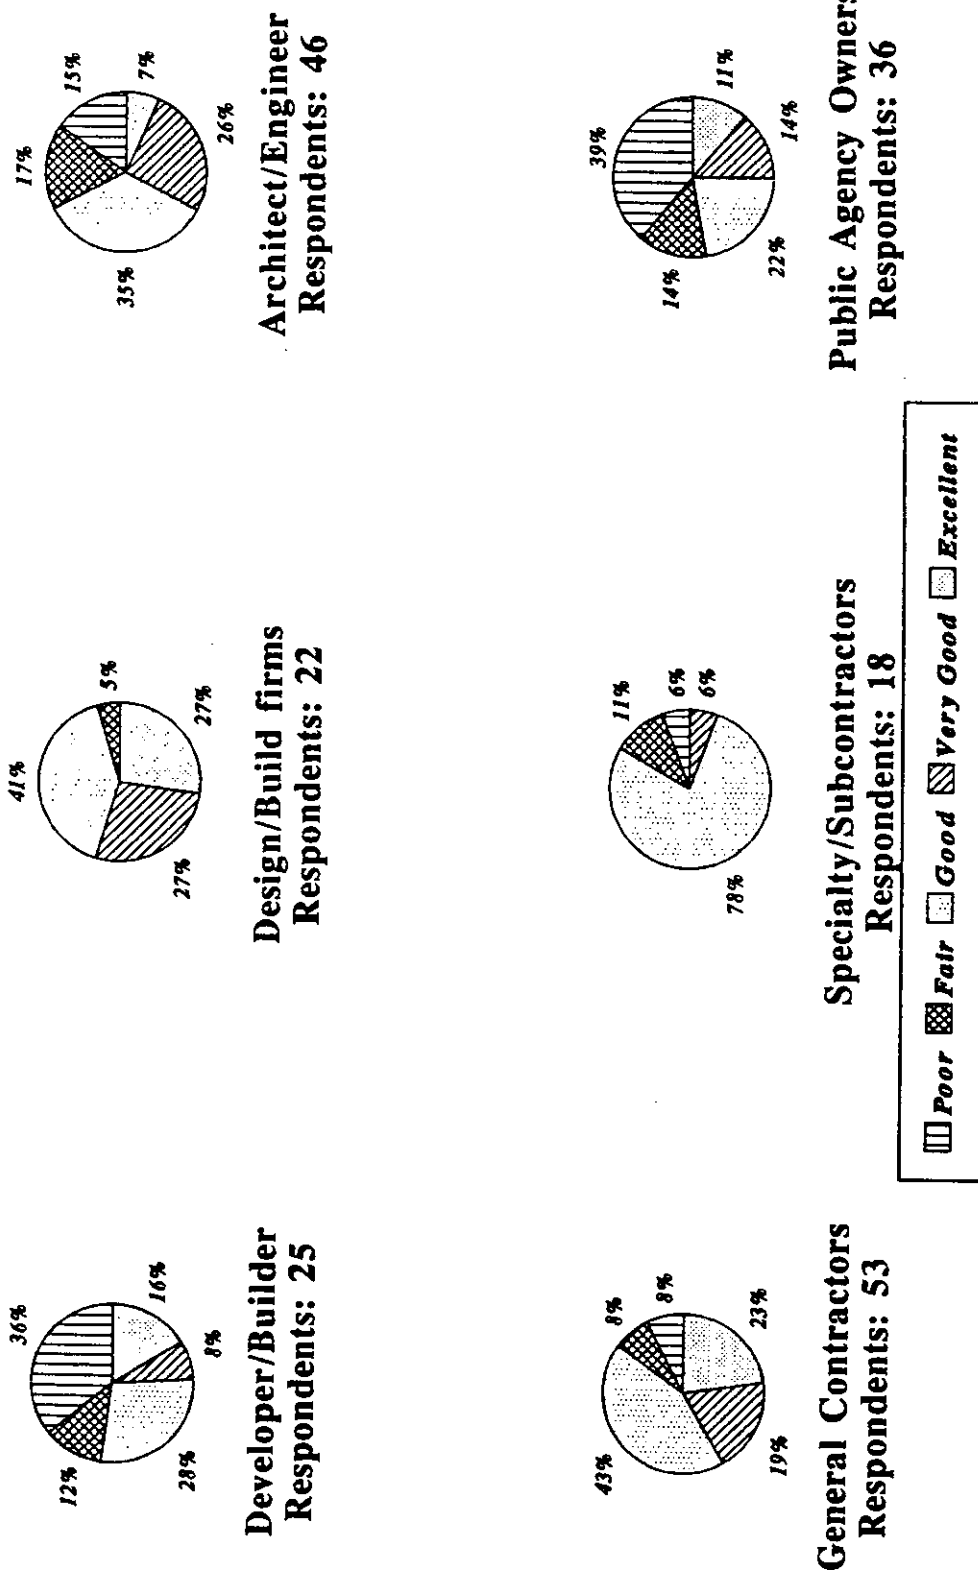 36%
12%
16%
8%
28%
Developer/Builder
Respondents: 25
41%
5%
27%
27%
Design/Build firms
Respondents: 22
17%
15%
7%
35%
26%
Architect/Engineer
Respondents: 46
8%
8%
43%
23%
19%
General Contractors
Respondents: 53
11%
6%
6%
78%
Specialty/Subcontractors
Respondents: 18
39%
11%
14%
14%
22%
Public Agency Owners
Respondents: 36
Poor Fair Good Very Good Excellent